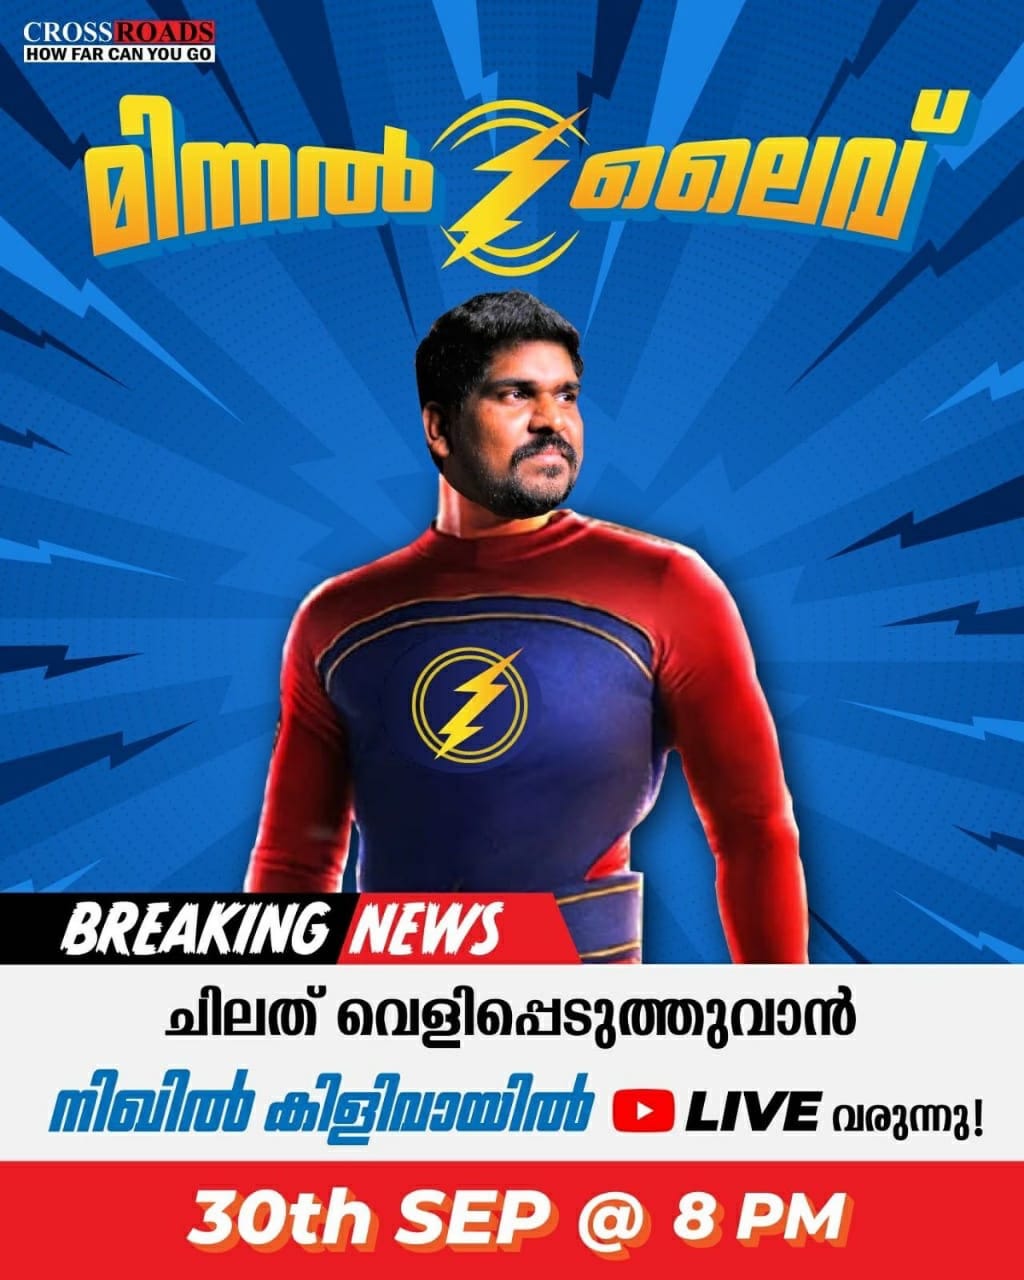 CROSSROADS
HOW FAR CAN YOU GO
മിന്നൽ ലൈവ്
BREAKING NEWS
ചിലത് വെളിപ്പെടുത്തുവാൻ
നിഖിൽ കിളിവായിൽ LIVE വരുന്നു!
30th SEP @ 8 PM